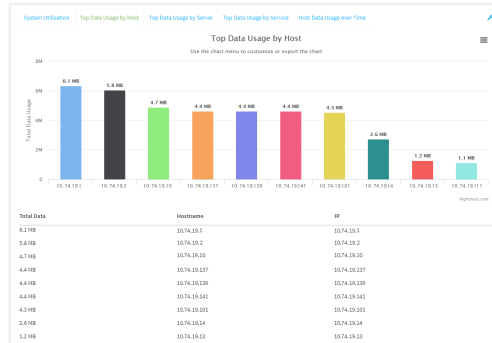 System Utilisation Top Data Usage by Host Top Data Usage by Server Top Data Usage by Service Host Data Usage over Time
Top Data Usage by Host
Use the chart menu to customize or export the chart
Total Data Usage
8M
6M
4M
2M
0
6.1 MB 5.8 MB 4.7 MB 4.4 MB 4.4 MB 4.4 MB 4.3 MB 2.6 MB 1.2 MB 1.1 MB
10.74.19.1 10.74.19.2 10.74.19.10 10.74.19.137 10.74.19.139 10.74.19.141 10.74.19.101 10.74.19.14 10.74.19.13 10.74.19.111
Highcharts.com
Total Data Hostname IP
6.1 MB 10.74.19.1 10.74.19.1
5.8 MB 10.74.19.2 10.74.19.2
4.7 MB 10.74.19.10 10.74.19.10
4.4 MB 10.74.19.137 10.74.19.137
4.4 MB 10.74.19.139 10.74.19.139
4.4 MB 10.74.19.141 10.74.19.141
4.3 MB 10.74.19.101 10.74.19.101
2.6 MB 10.74.19.14 10.74.19.14
1.2 MB 10.74.19.13 10.74.19.13